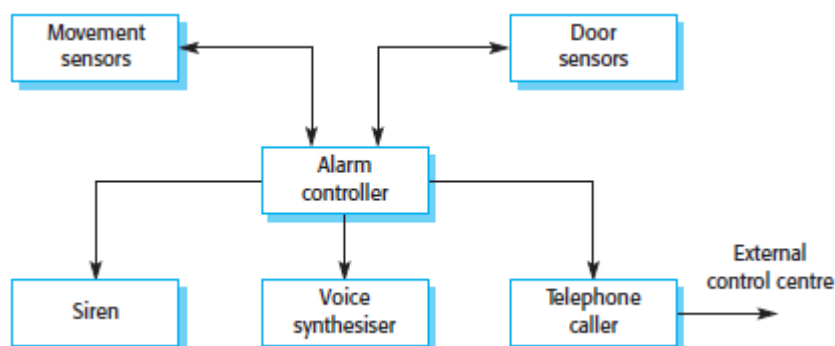 Movement
sensors
Door
sensors
Alarm
controller
Siren
Voice
synthesiser
Telephone
caller
External
control centre